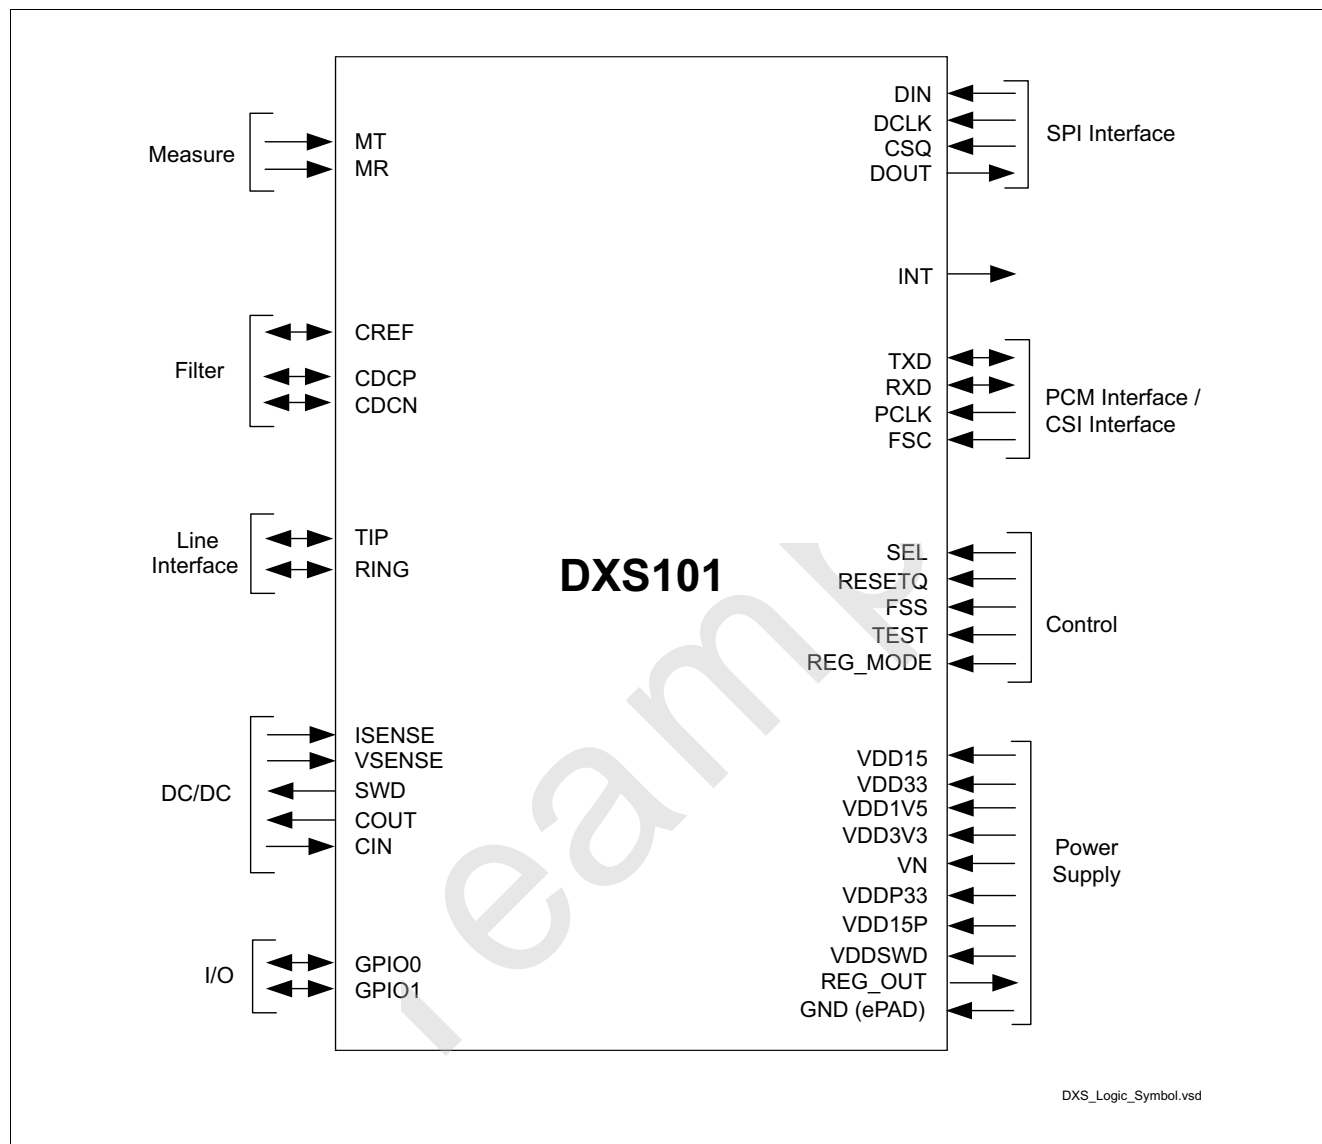 Measure
MT
MR
Filter
CREF
CDCP
CDCN
Line
Interface
TIP
RING
DC/DC
ISENSE
VSENSE
SWD
COUT
CIN
I/O
GPIO0
GPIO1
DXS101
DIN
DCLK
CSQ
DOUT
SPI Interface
INT
TXD
RXD
PCLK
FSC
PCM Interface /
CSI Interface
SEL
RESETQ
FSS
TEST
REG_MODE
Control
VDD15
VDD33
VDD1V5
VDD3V3
VN
VDDP33
VDD15P
VDDSWD
REG_OUT
GND (ePAD)
Power
Supply
DXS_Logic_Symbol.vsd